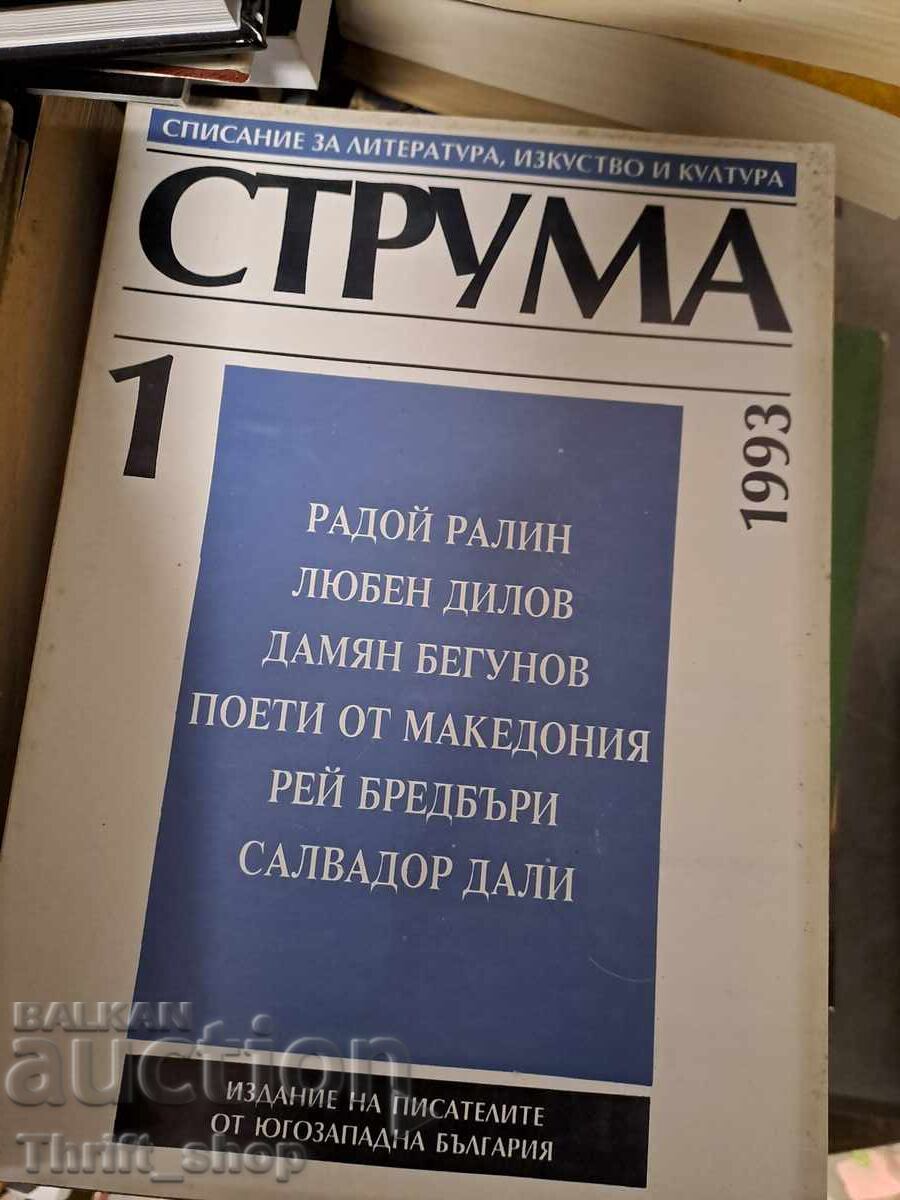 СПИСАНИЕ ЗА ЛИТЕРАТУРА, ИЗКУСТВО И КУЛТУРА
СТРУМА
1
1993
РАДОЙ РАЛИН
ЛЮБЕН ДИЛОВ
ДАМЯН БЕГУНОВ
ПОЕТИ ОТ МАКЕДОНИЯ
РЕЙ БРЕДБЪРИ
САЛВАДОР ДАЛИ
ИЗДАНИЕ НА ПИСАТЕЛИТЕ
ОТ ЮГОЗАПАДНА БЪЛГАРИЯ
BALKAN
auction
Thrift_shop